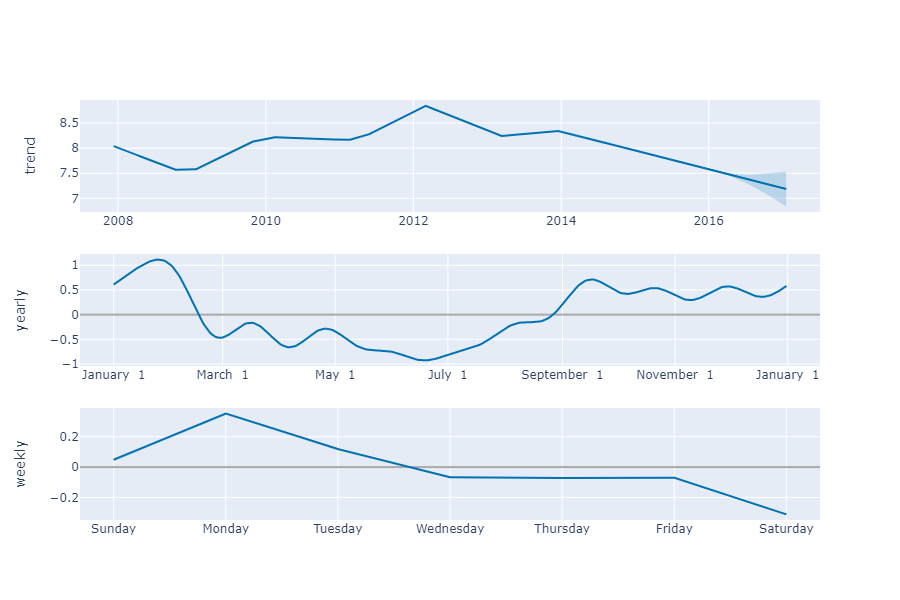 trend
8.5
8
7.5
7
2008 2010 2012 2014 2016
yearly
1
0.5
0
−0.5
−1
January 1 March 1 May 1 July 1 September 1 November 1 January 1
weekly
0.2
0
−0.2
Sunday Monday Tuesday Wednesday Thursday Friday Saturday